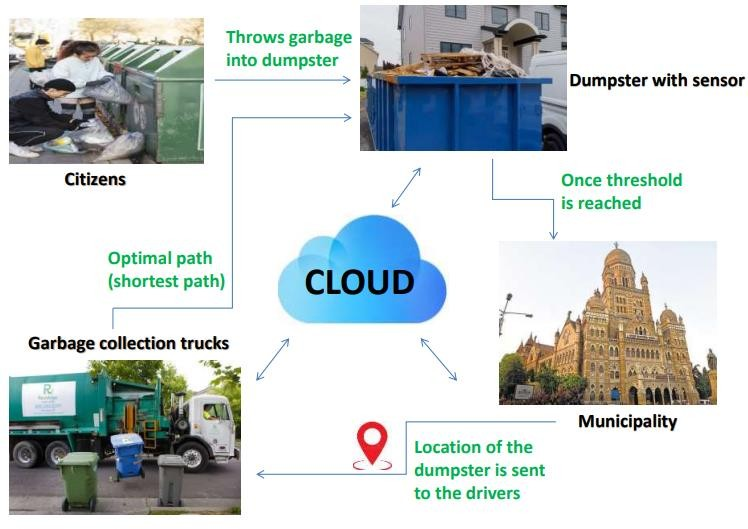 Throws garbage
into dumpster
Dumpster with sensor
Citizens
Once threshold
is reached
Optimal path
(shortest path)
CLOUD
Garbage collection trucks
Municipality
Location of the
dumpster is sent
to the drivers